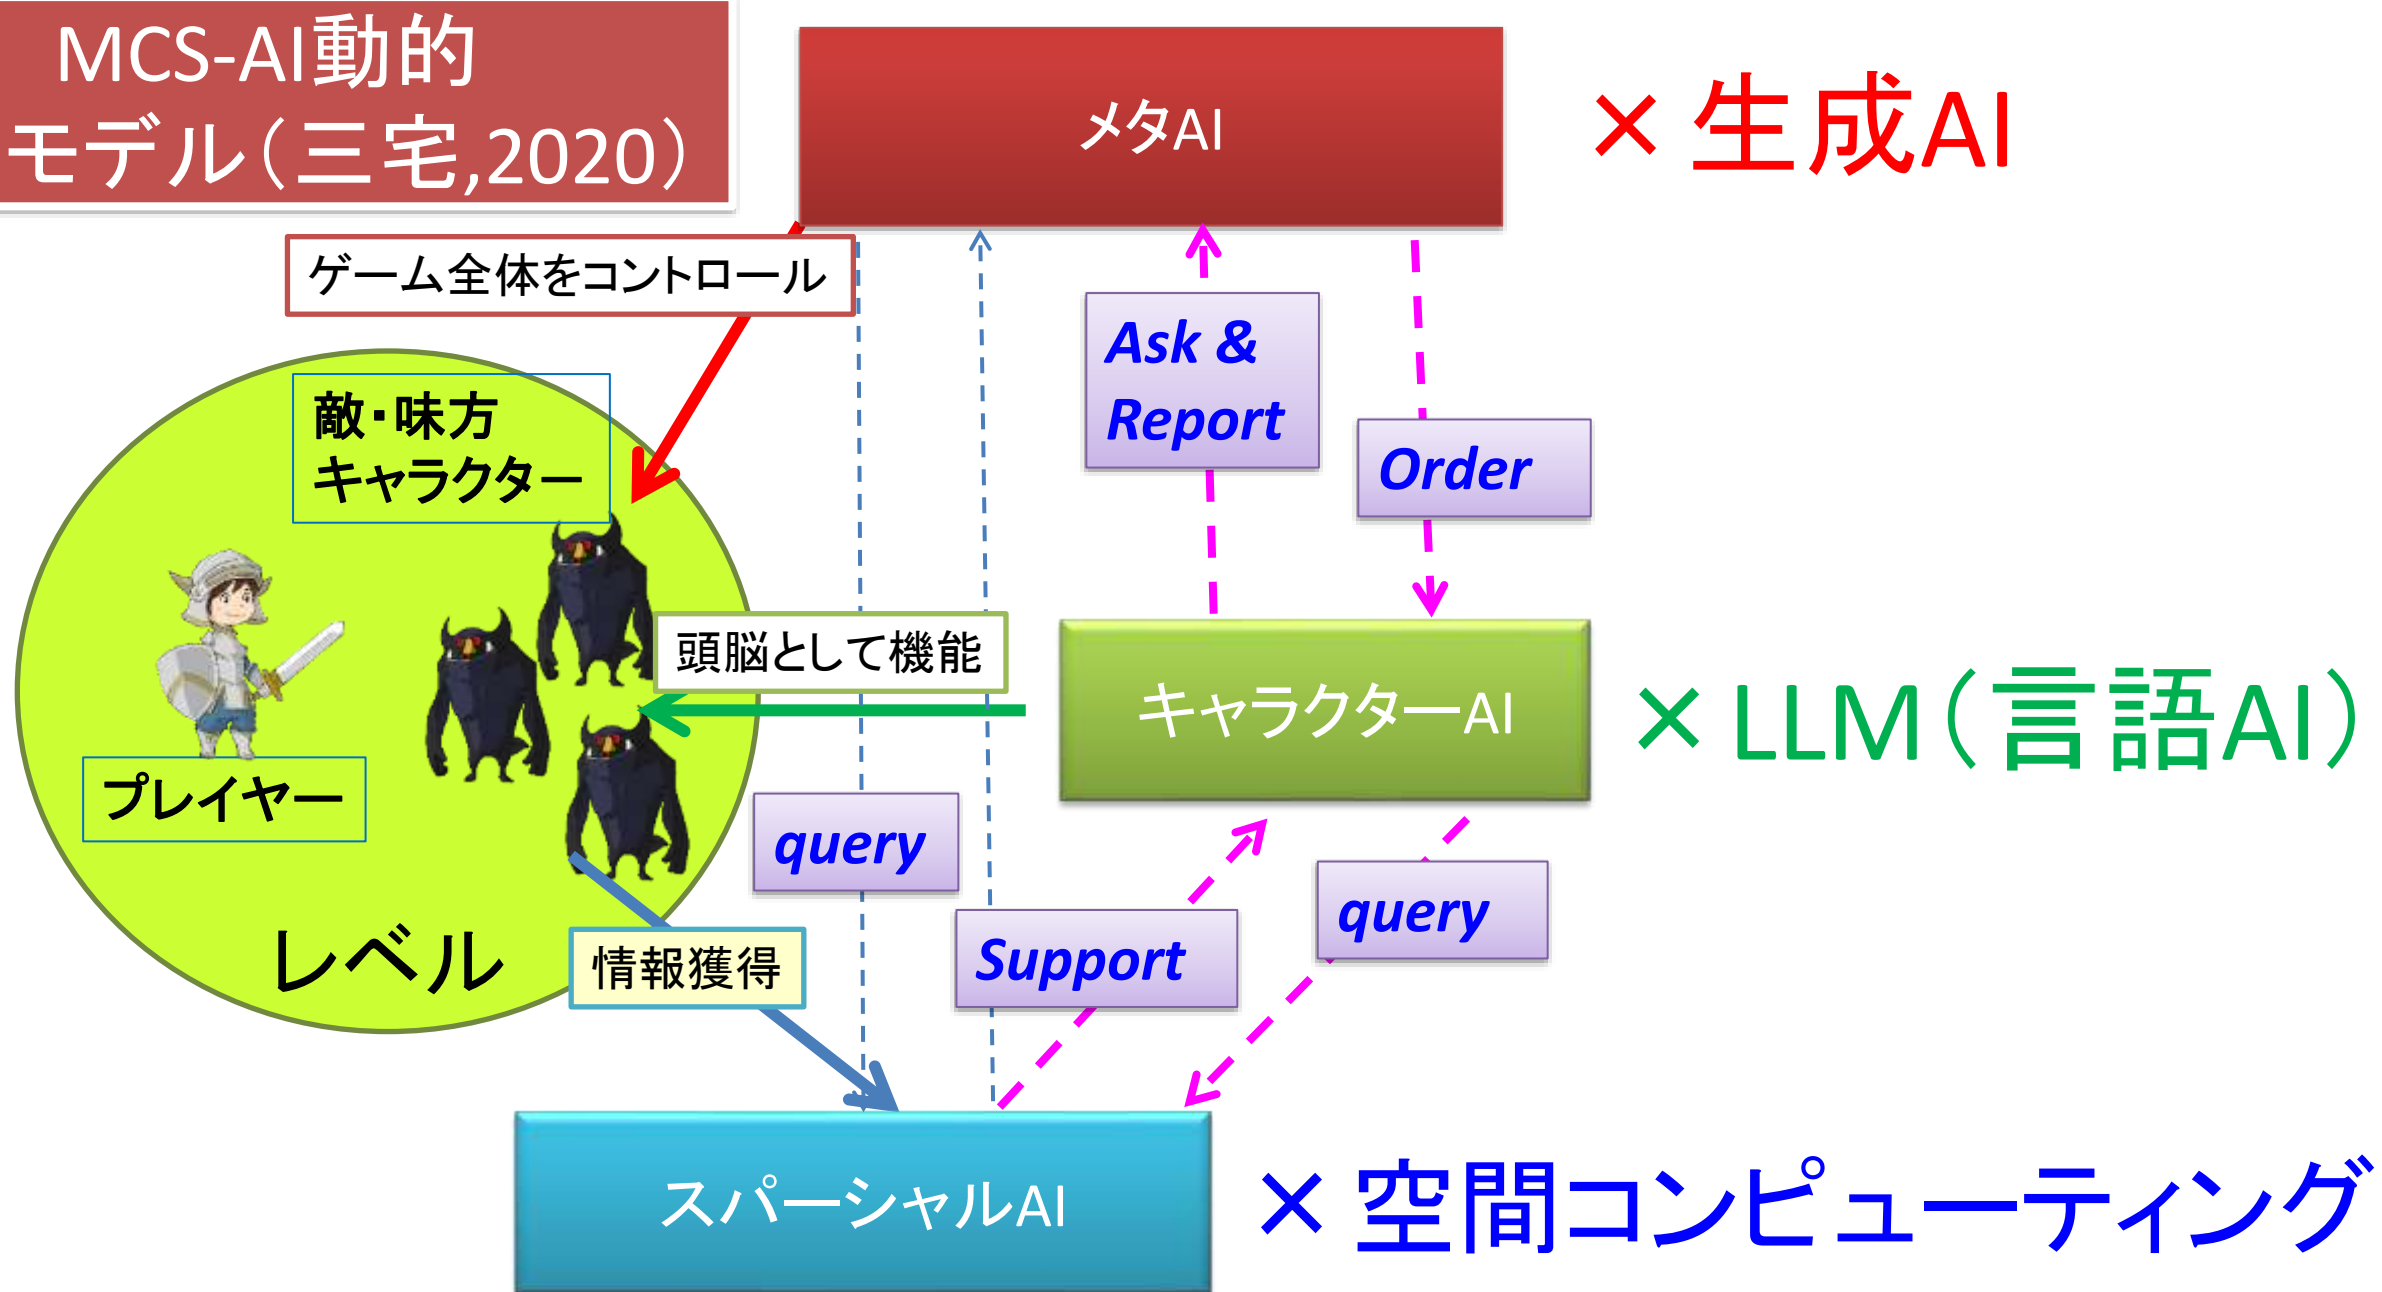 MCS-AI動的
モデル（三宅,2020）
メタAI
× 生成AI
ゲーム全体をコントロール
Ask &
Report
Order
敵・味方
キャラクター
頭脳として機能
キャラクターAI
×LLM（言語AI）
プレイヤー
query
query
Support
レベル
情報獲得
スパーシャルAI
× 空間コンピューティング